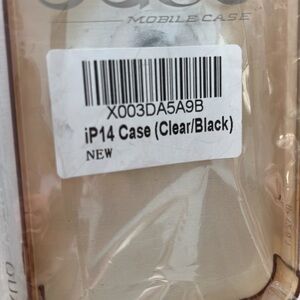 MOBILE CASE
X003DA5A9B
iP14 Case (Clear/Black)
NEW